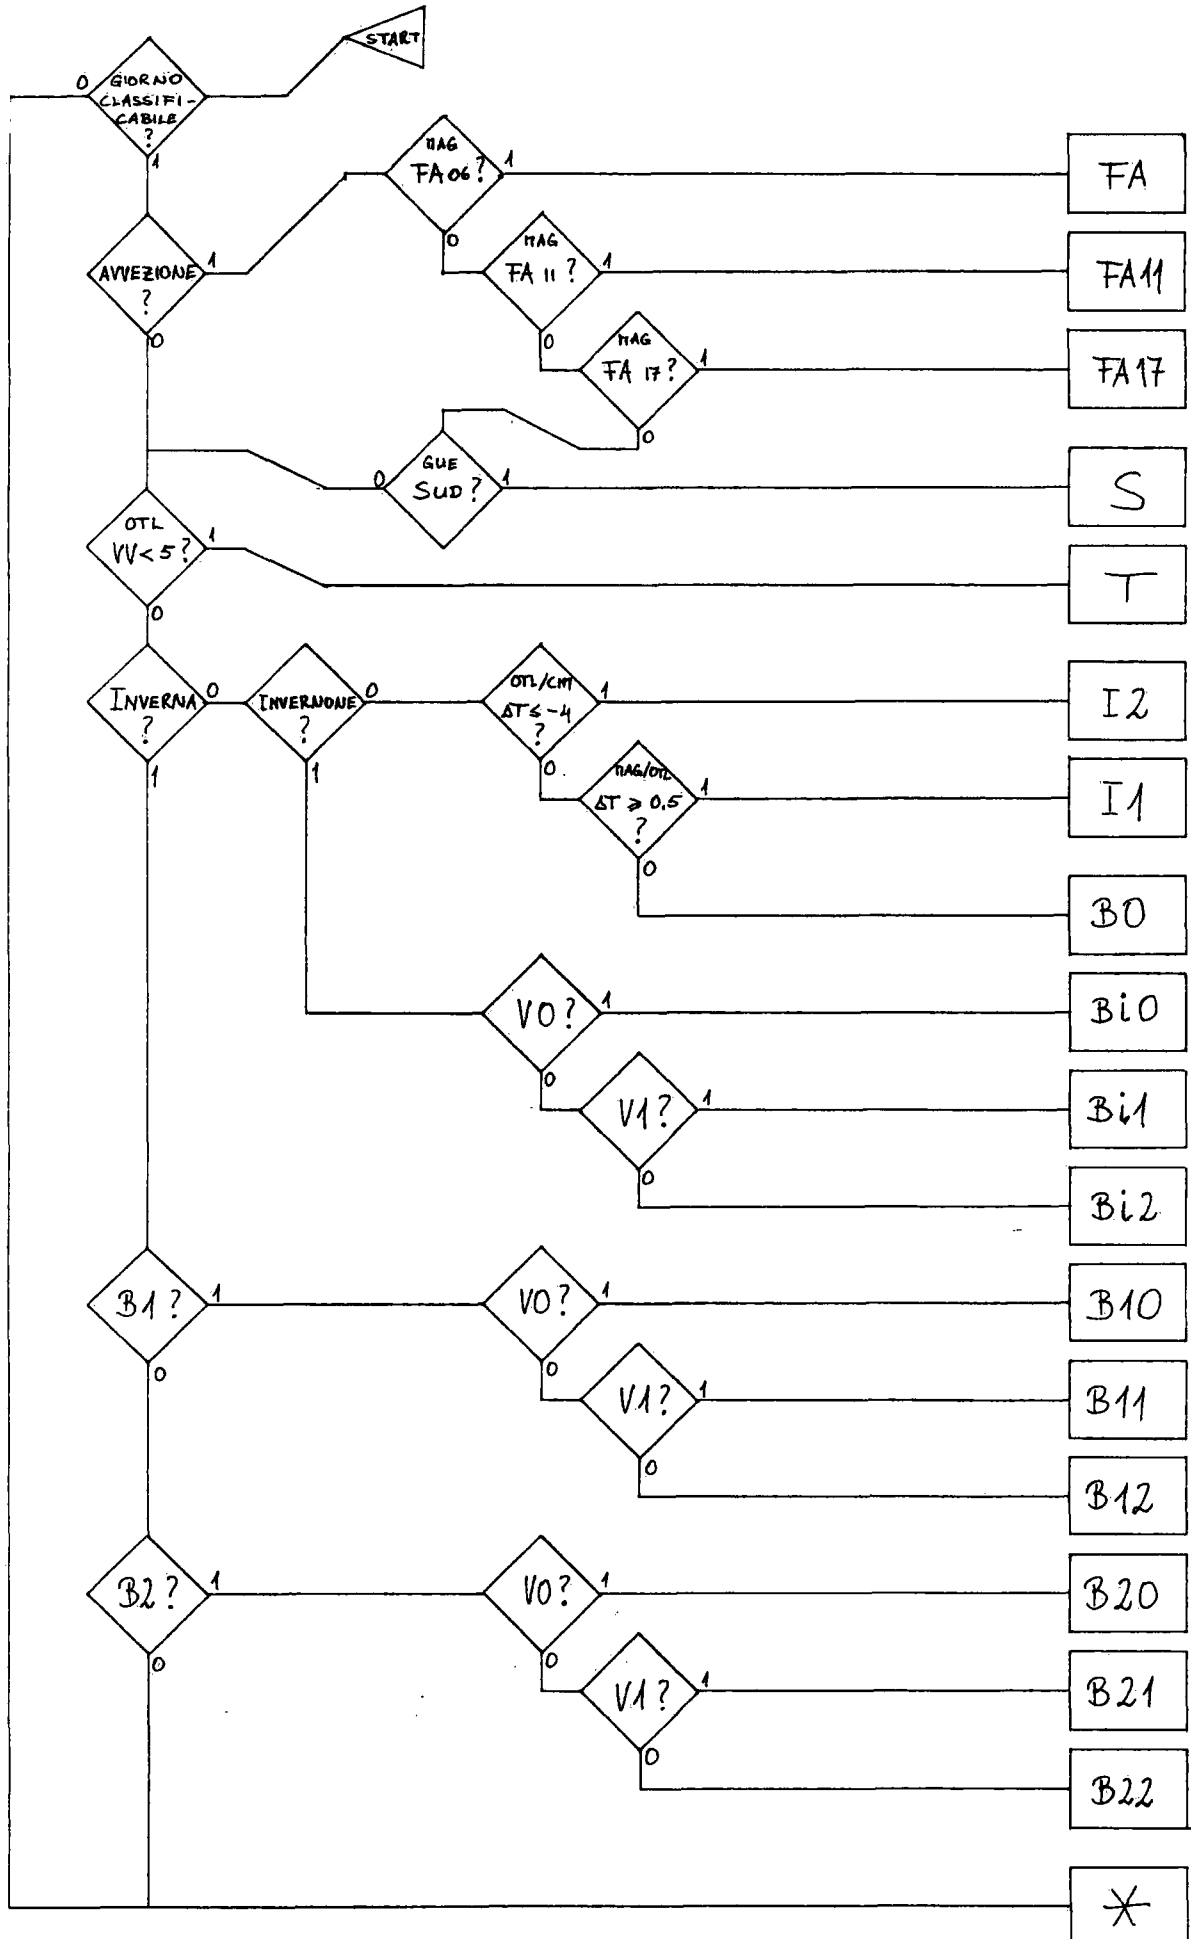 START
0
GIORNO
CLASSIFI-
CABILE
?
1
MAG
FA 06?
1
FA
0
AVVEZIONE
?
1
0
MAG
FA 11?
1
FA11
0
MAG
FA 17?
1
FA17
0
GUE
SUD?
0
1
S
OTL
VV<5?
1
T
0
INVERNA
?
0
1
INVERNONE
?
0
1
OTL/CIM
ΔT≤-4
?
1
I2
0
MAG/OTL
ΔT⩾0,5
?
1
I1
0
B0
V0?
1
Bi0
0
V1?
1
Bi1
0
Bi2
B1?
1
0
V0?
1
B10
0
V1?
1
B11
0
B12
B2?
1
0
V0?
1
B20
0
V1?
1
B21
0
B22
*